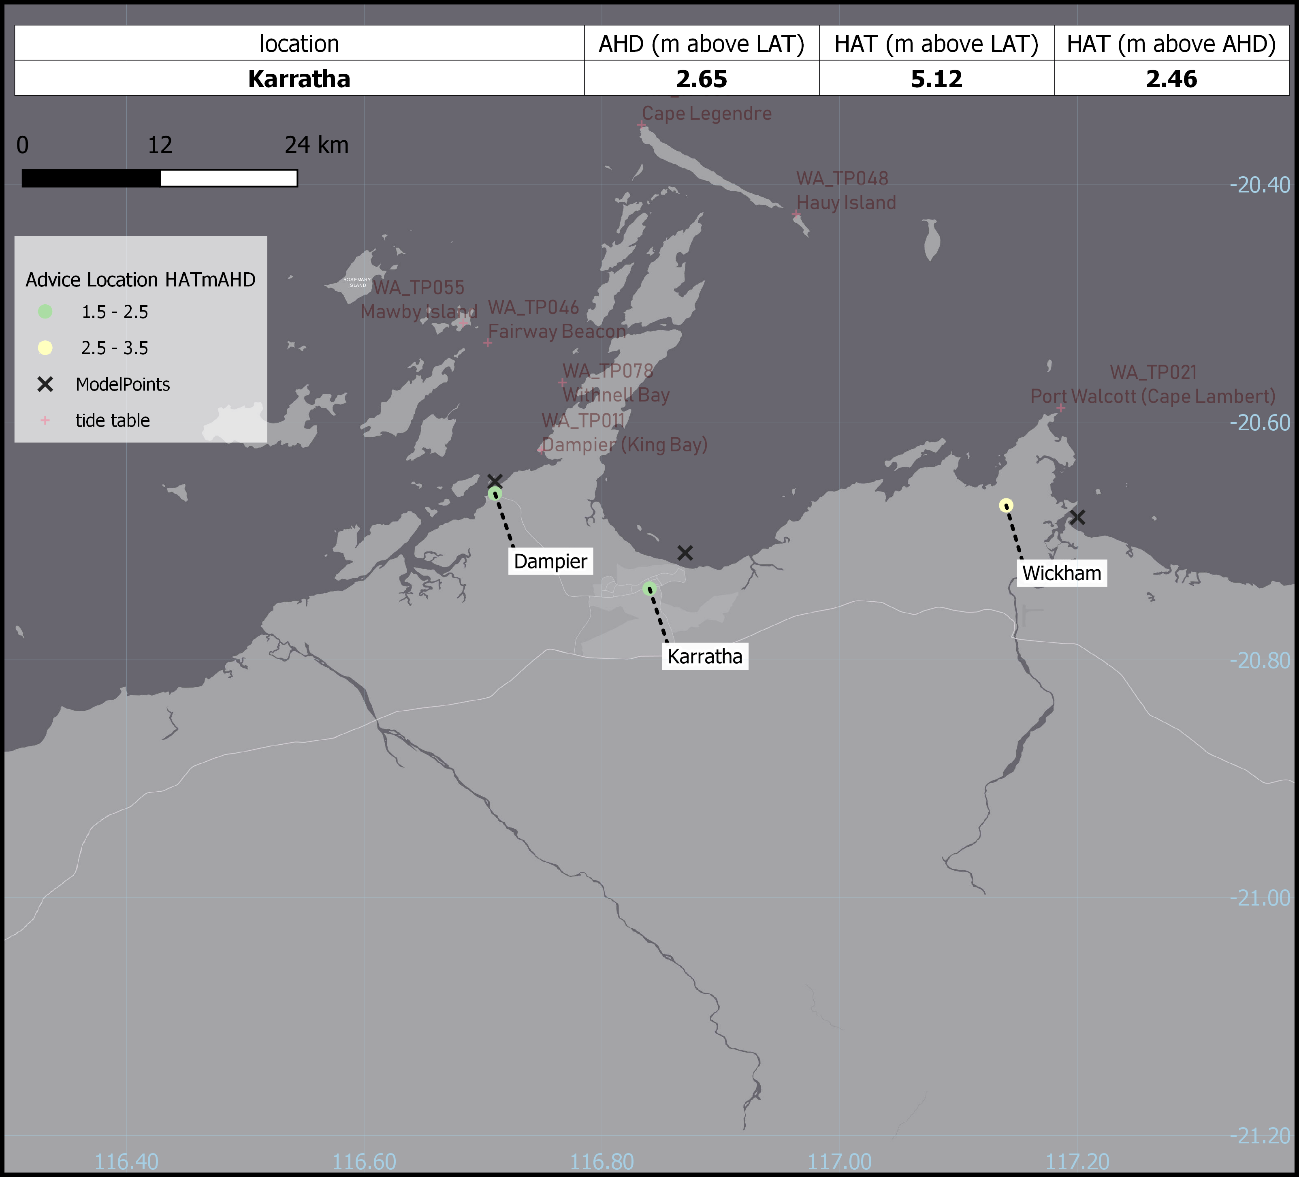 location AHD (m above LAT) HAT (m above LAT) HAT (m above AHD)
Karratha 2.65 5.12 2.46
Cape Legendre
0 12 24 km
WA_TP048
Hauy Island
-20.40
Advice Location HATmAHD
1.5 - 2.5
2.5 - 3.5
ModelPoints
tide table
ROSEMARY
ISLAND
WA_TP055
Mawby Island
WA_TP046
Fairway Beacon
WA_TP078
Withnell Bay
WA_TP021
Port Walcott (Cape Lambert)
WA_TP011
Dampier (King Bay)
-20.60
Dampier
Wickham
Karratha
-20.80
-21.00
-21.20
116.40 116.60 116.80 117.00 117.20